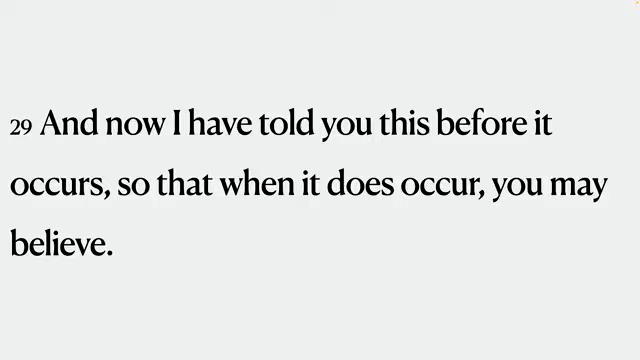 29 And now I have told you this before it
occurs, so that when it does occur, you may
believe.